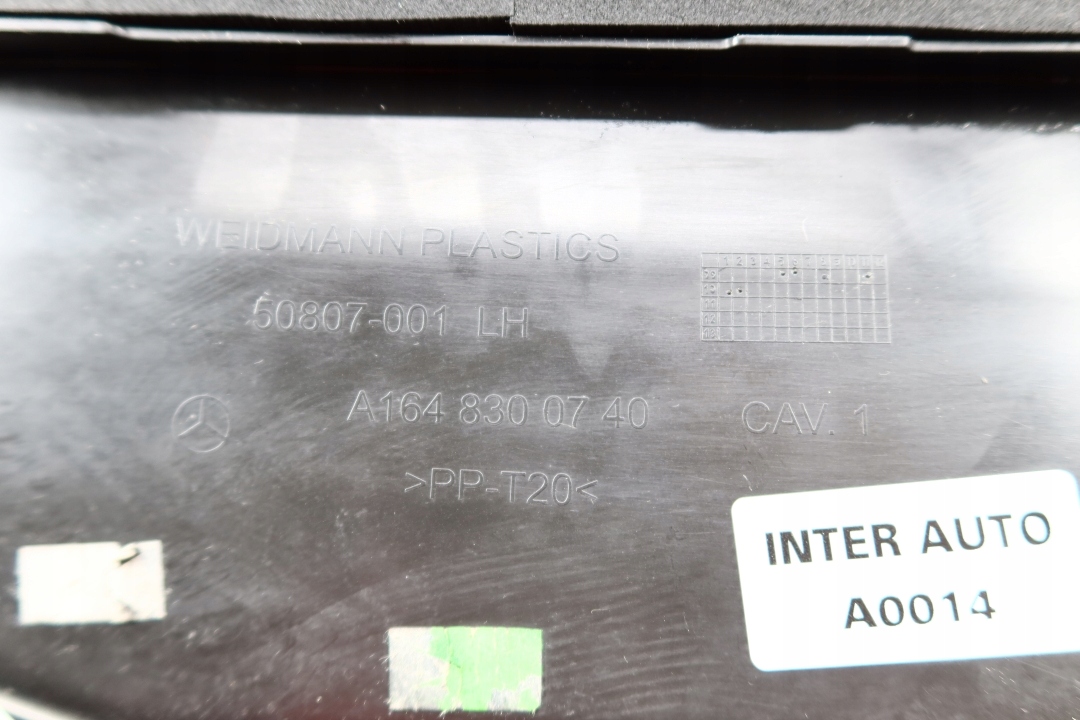 WEIDMANN PLASTICS
50807-001 LH
A164 830 07 40
CAV. 1
>PP-T20<
INTER AUTO
A0014